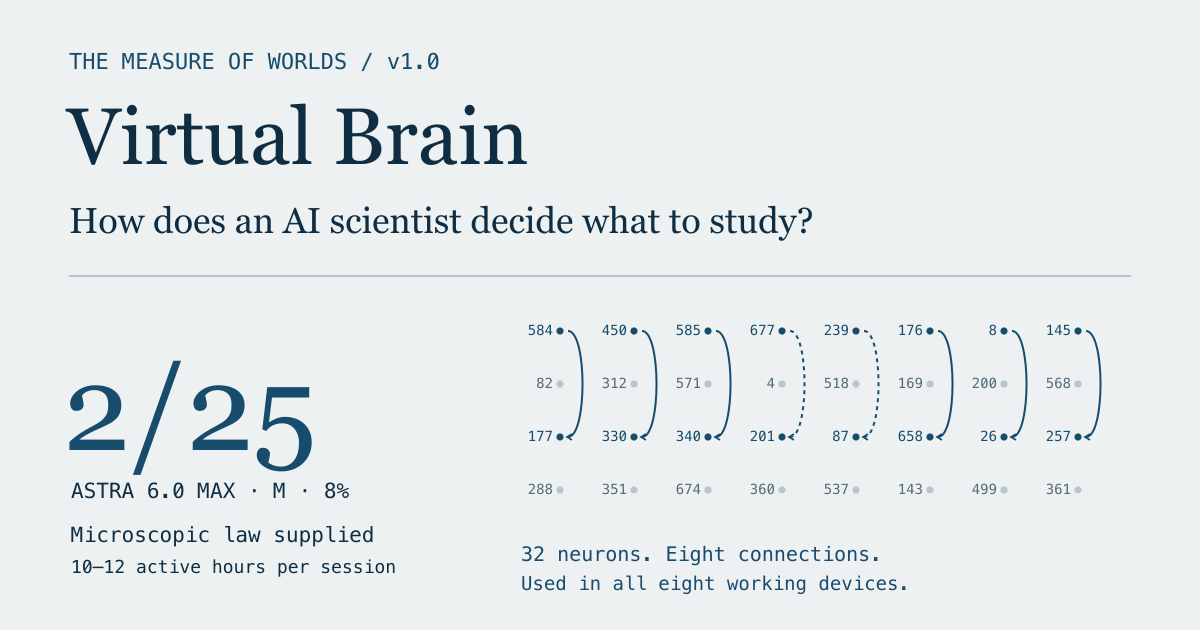 THE MEASURE OF WORLDS / v1.0
Virtual Brain
How does an AI scientist decide what to study?
2/25
ASTRA 6.0 MAX · M · 8%
Microscopic law supplied
10–12 active hours per session
584 450 585 677 239 176 8 145
82 312 571 4 518 169 200 568
177 330 340 201 87 658 26 257
288 351 674 360 537 143 499 361
32 neurons. Eight connections.
Used in all eight working devices.